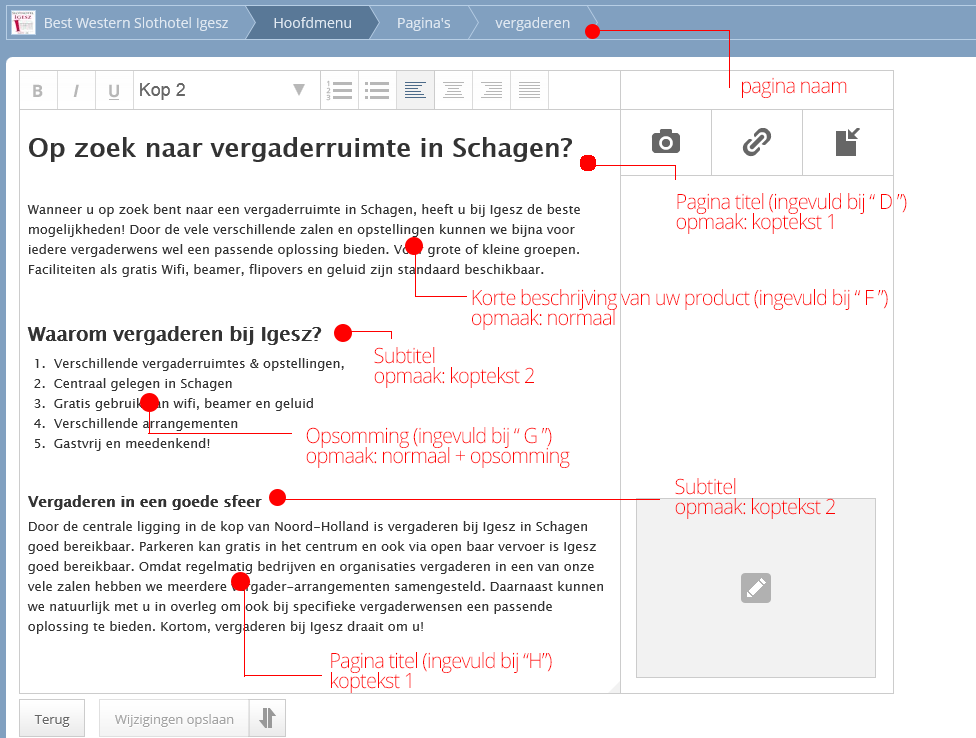 IGESZ
Best Western Slothotel Igesz
Hoofdmenu
Pagina's
vergaderen
pagina naam
B I U Kop 2
Op zoek naar vergaderruimte in Schagen?
Pagina titel (ingevuld bij “ D ”)
opmaak: koptekst 1
Wanneer u op zoek bent naar een vergaderruimte in Schagen, heeft u bij Igesz de beste
mogelijkheden! Door de vele verschillende zalen en opstellingen kunnen we bijna voor
iedere vergaderwens wel een passende oplossing bieden. Voor grote of kleine groepen.
Faciliteiten als gratis Wifi, beamer, flipovers en geluid zijn standaard beschikbaar.
Korte beschrijving van uw product (ingevuld bij “ F ”)
opmaak: normaal
Waarom vergaderen bij Igesz?
Subtitel
opmaak: koptekst 2
1. Verschillende vergaderruimtes & opstellingen,
2. Centraal gelegen in Schagen
3. Gratis gebruik van wifi, beamer en geluid
4. Verschillende arrangementen
5. Gastvrij en meedenkend!
Opsomming (ingevuld bij “ G ”)
opmaak: normaal + opsomming
Vergaderen in een goede sfeer
Subtitel
opmaak: koptekst 2
Door de centrale ligging in de kop van Noord-Holland is vergaderen bij Igesz in Schagen
goed bereikbaar. Parkeren kan gratis in het centrum en ook via open baar vervoer is Igesz
goed bereikbaar. Omdat regelmatig bedrijven en organisaties vergaderen in een van onze
vele zalen hebben we meerdere vergader-arrangementen samengesteld. Daarnaast kunnen
we natuurlijk met u in overleg om ook bij specifieke vergaderwensen een passende
oplossing te bieden. Kortom, vergaderen bij Igesz draait om u!
Pagina titel (ingevuld bij “H”)
koptekst 1
Terug
Wijzigingen opslaan